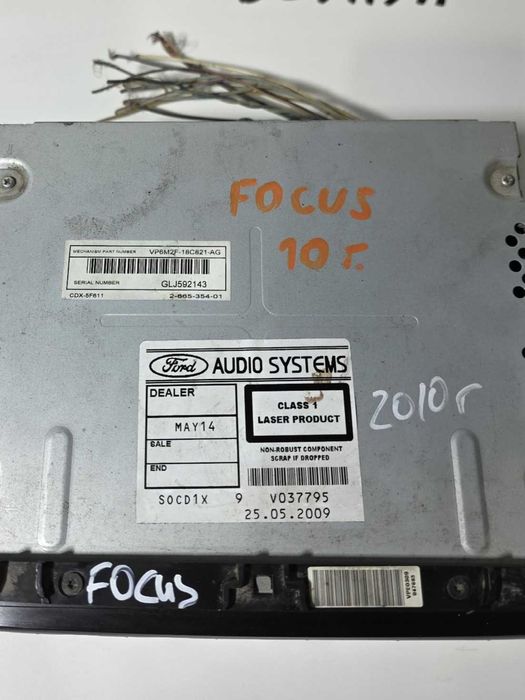 FOCUS
10 г.
MECHANISM PART NUMBER VP6M2F-18C821-AG
SERIAL NUMBER GLJ592143
CDX-5F611 2-665-354-01
Ford AUDIO SYSTEMS
DEALER
MAY14
SALE
END
CLASS 1
LASER PRODUCT
NON-ROBUST COMPONENT
SCRAP IF DROPPED
SOCD1X 9 V037795
25.05.2009
2010г
FOCUS